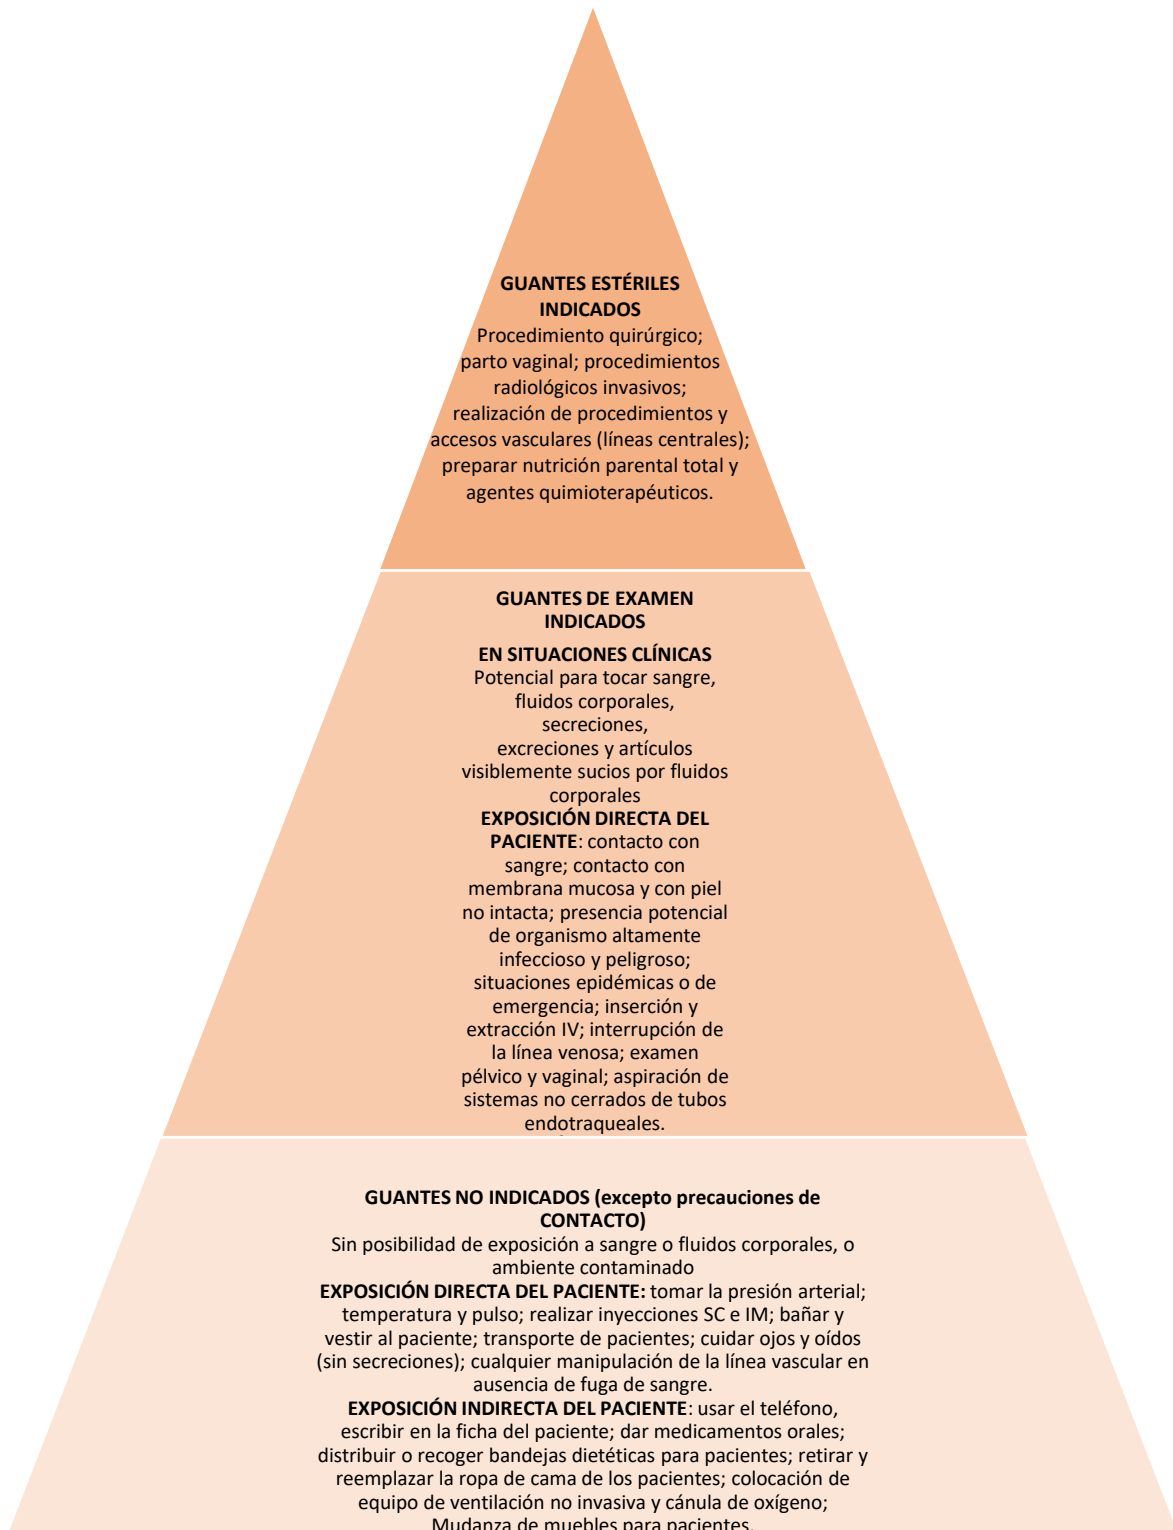 GUANTES ESTÉRILES
INDICADOS
Procedimiento quirúrgico;
parto vaginal; procedimientos
radiológicos invasivos;
realización de procedimientos y
accesos vasculares (líneas centrales);
preparar nutrición parental total y
agentes quimioterapéuticos.
GUANTES DE EXAMEN
INDICADOS
EN SITUACIONES CLÍNICAS
Potencial para tocar sangre,
fluidos corporales,
secreciones,
excreciones y artículos
visiblemente sucios por fluidos
corporales
EXPOSICIÓN DIRECTA DEL
PACIENTE: contacto con
sangre; contacto con
membrana mucosa y con piel
no intacta; presencia potencial
de organismo altamente
infeccioso y peligroso;
situaciones epidémicas o de
emergencia; inserción y
extracción IV; interrupción de
la línea venosa; examen
pélvico y vaginal; aspiración de
sistemas no cerrados de tubos
endotraqueales.
GUANTES NO INDICADOS (excepto precauciones de
CONTACTO)
Sin posibilidad de exposición a sangre o fluidos corporales, o
ambiente contaminado
EXPOSICIÓN DIRECTA DEL PACIENTE: tomar la presión arterial;
temperatura y pulso; realizar inyecciones SC e IM; bañar y
vestir al paciente; transporte de pacientes; cuidar ojos y oídos
(sin secreciones); cualquier manipulación de la línea vascular en
ausencia de fuga de sangre.
EXPOSICIÓN INDIRECTA DEL PACIENTE: usar el teléfono,
escribir en la ficha del paciente; dar medicamentos orales;
distribuir o recoger bandejas dietéticas para pacientes; retirar y
reemplazar la ropa de cama de los pacientes; colocación de
equipo de ventilación no invasiva y cánula de oxígeno;
Mudanza de muebles para pacientes.